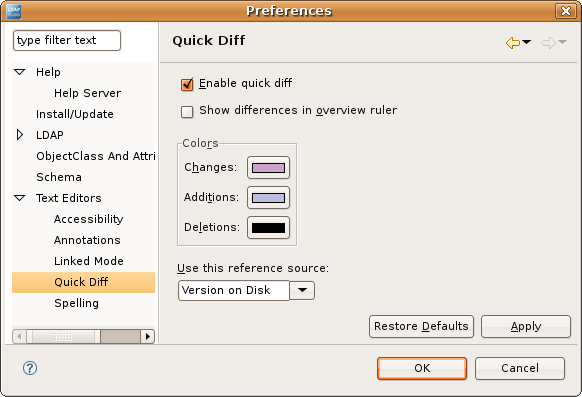 LDAP
Preferences
type filter text
Help
Help Server
Install/Update
LDAP
ObjectClass And Attri
Schema
Text Editors
Accessibility
Annotations
Linked Mode
Quick Diff
Spelling
Quick Diff
Enable quick diff
Show differences in overview ruler
Colors
Changes:
Additions:
Deletions:
Use this reference source:
Version on Disk
Restore Defaults
Apply
?
OK
Cancel